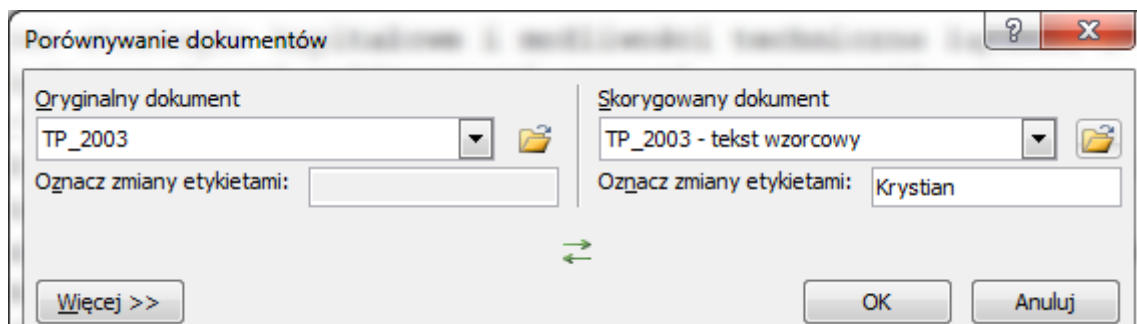 Porównywanie dokumentów
Oryginalny dokument
TP_2003
Oznacz zmiany etykietami:
Skorygowany dokument
TP_2003 - tekst wzorcowy
Oznacz zmiany etykietami:
Krystian
Więcej >>
OK
Anuluj